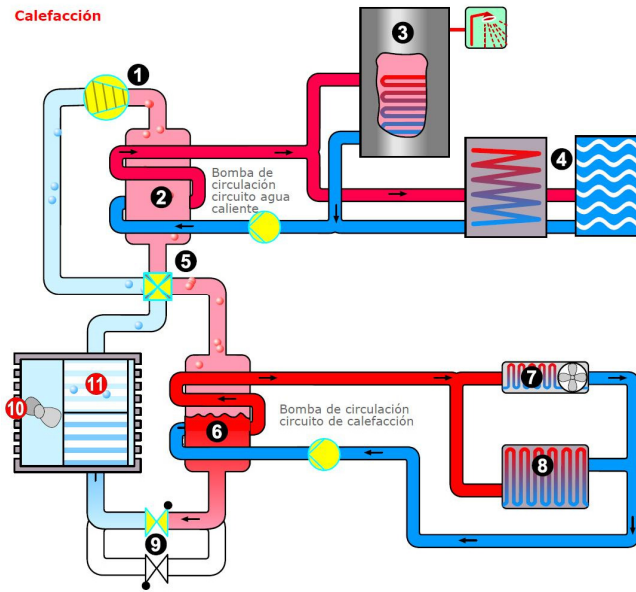 Calefacción
1
3
Bomba de
circulación
circuito agua
caliente
2
4
5
11
10
7
Bomba de circulación
circuito de calefacción
6
8
9